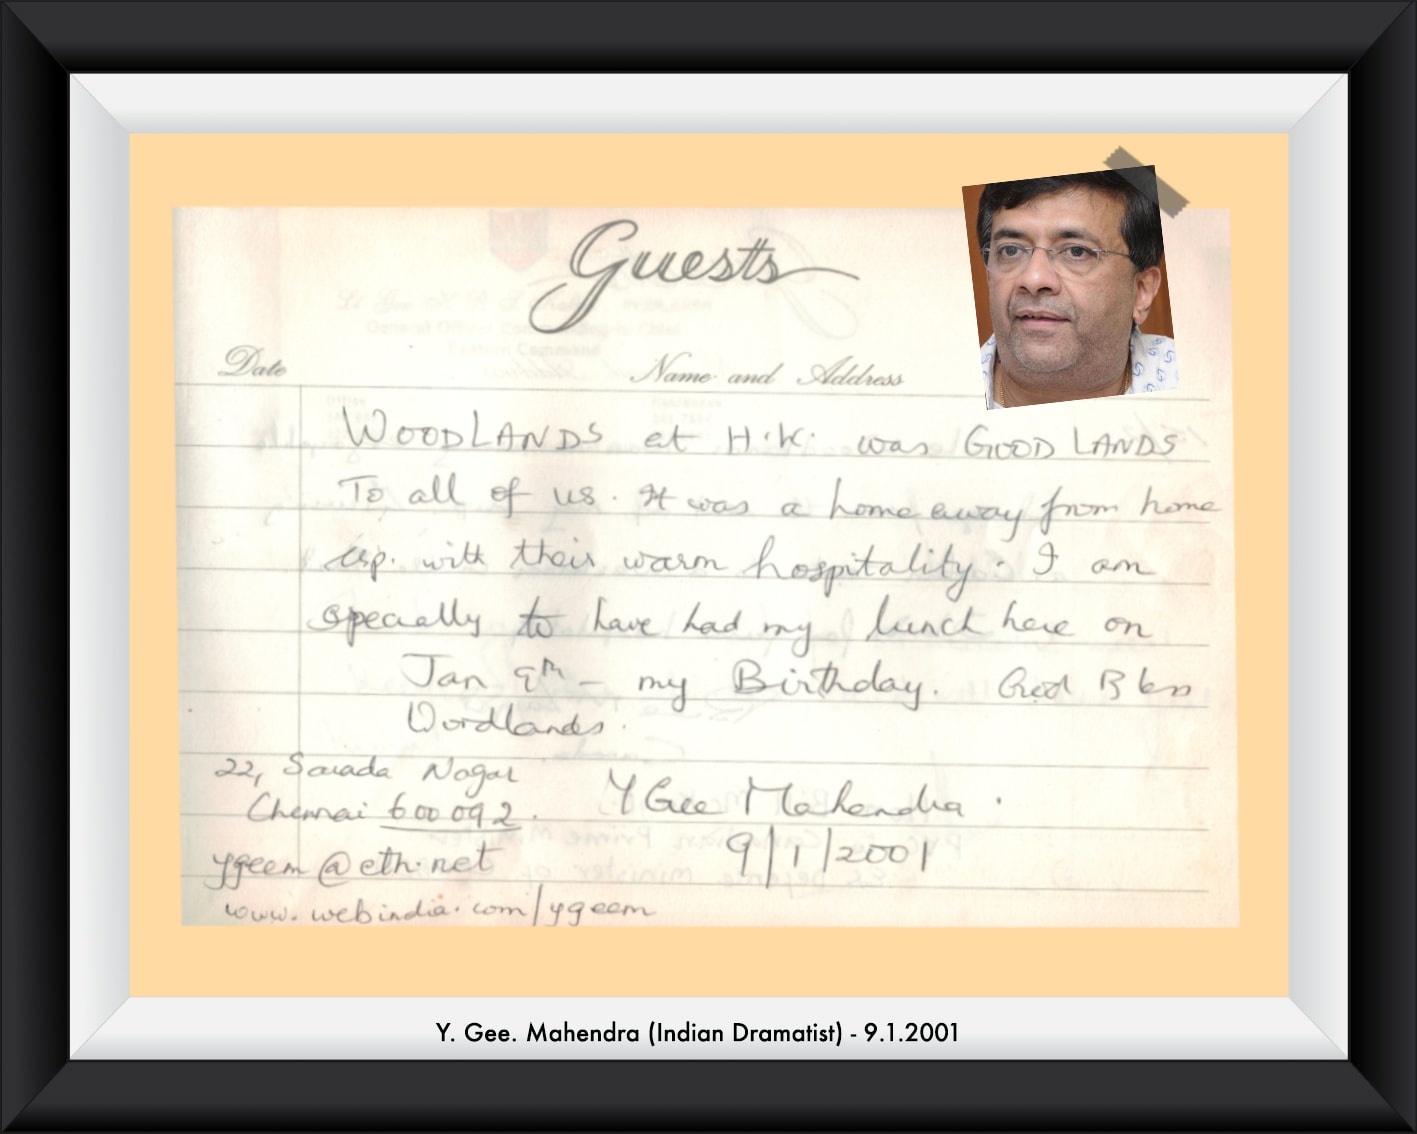 Guests
Date Name and Address
WOODLANDS at H.K. was GOOD LANDS
To all of us. It was a home away from home
esp. with their warm hospitality. I am
specially to have had my lunch here on
Jan 9th – my Birthday. God Bless
Woodlands.
22, Sarada Nagar
Chennai 600 092.
Y Gee Mahendra.
9/1/2001
ygeem@eth.net
www.webindia.com/ygeem
Y. Gee. Mahendra (Indian Dramatist) - 9.1.2001